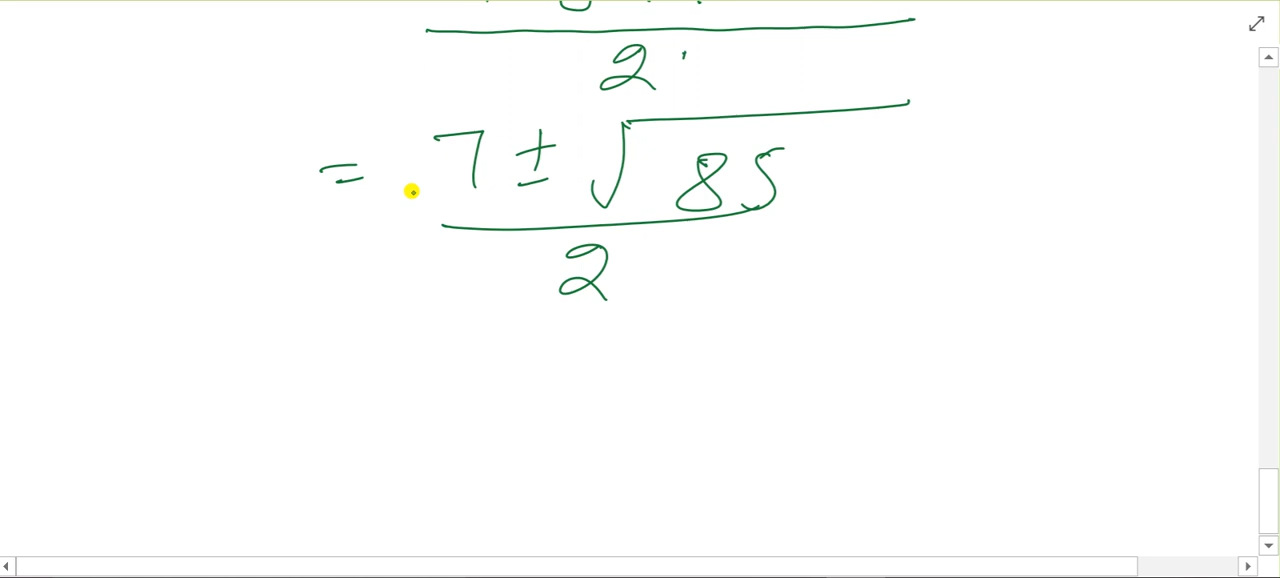 2
= 7 ± √85
2